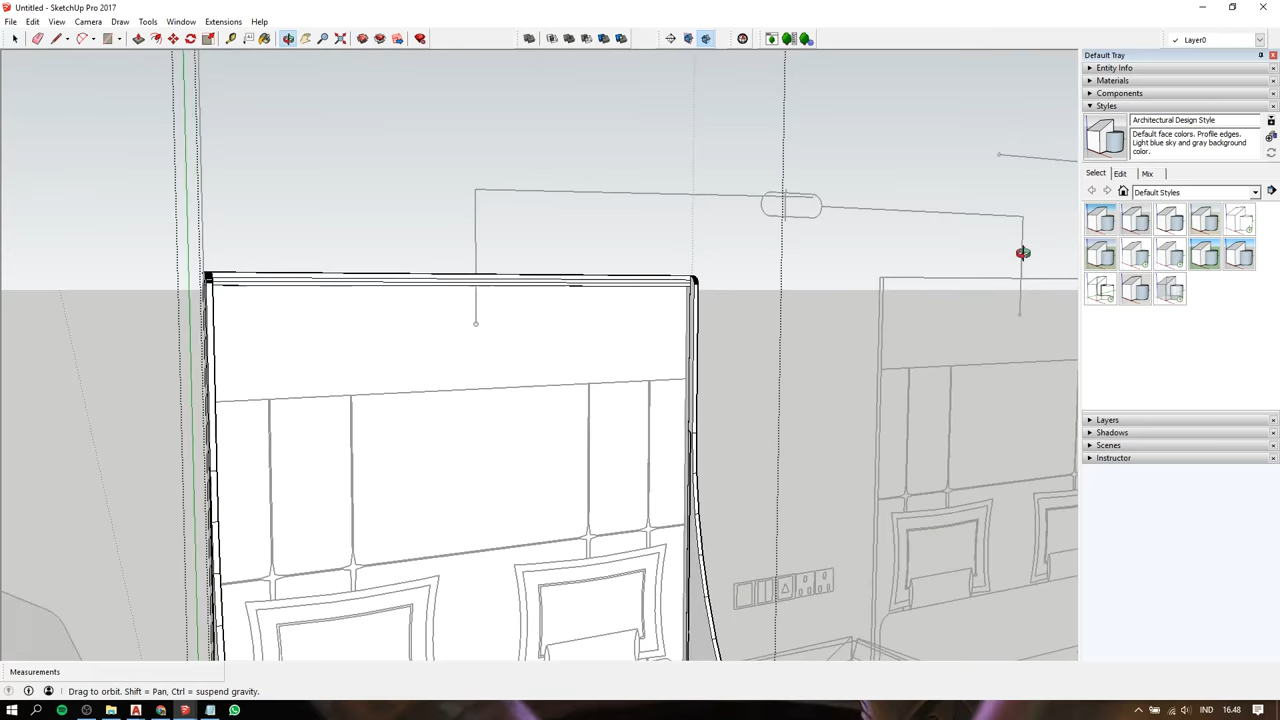 Untitled - SketchUp Pro 2017
File Edit View Camera Draw Tools Window Extensions Help
Layer0
Default Tray
Entity Info
Materials
Components
Styles
Architectural Design Style
Default face colors. Profile edges.
Light blue sky and gray background
color.
Select Edit Mix
Default Styles
Layers
Shadows
Scenes
Instructor
Measurements
Drag to orbit. Shift = Pan, Ctrl = suspend gravity.
IND 16.48